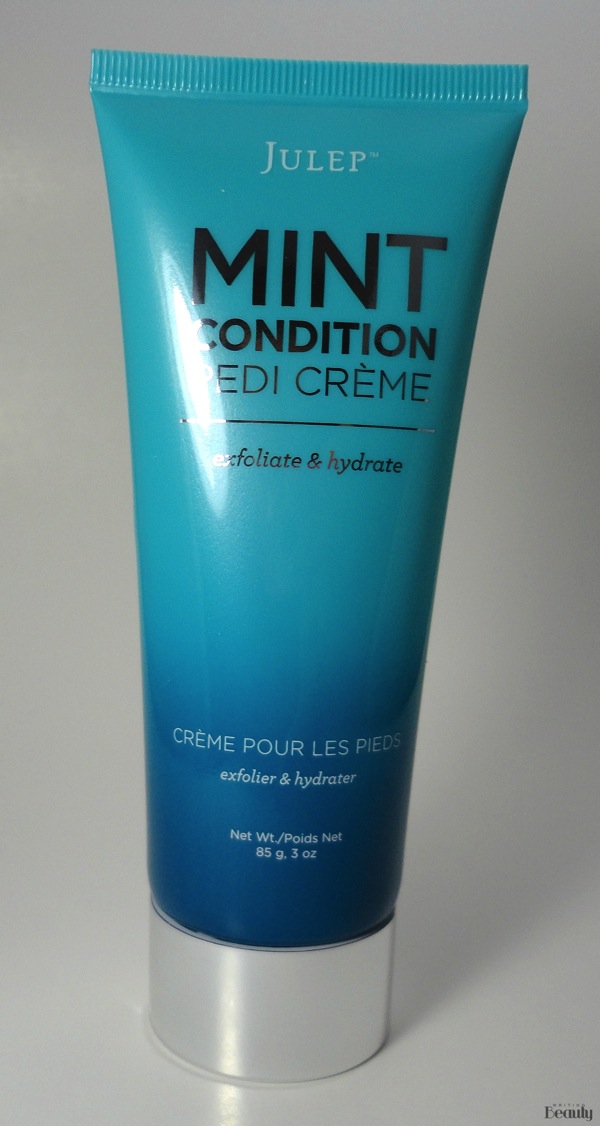 JULEP™
MINT
CONDITION
PEDI CRÈME
exfoliate & hydrate
CRÈME POUR LES PIEDS
exfolier & hydrater
Net Wt./Poids Net
85 g, 3 oz
WRITING
Beauty